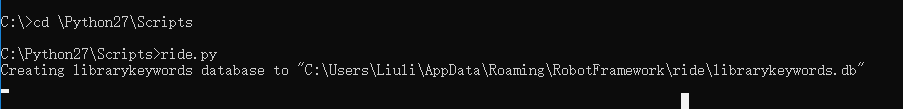 C:\>cd \Python27\Scripts
C:\Python27\Scripts>ride.py
Creating librarykeywords database to "C:\Users\Liuli\AppData\Roaming\RobotFramework\ride\librarykeywords.db"